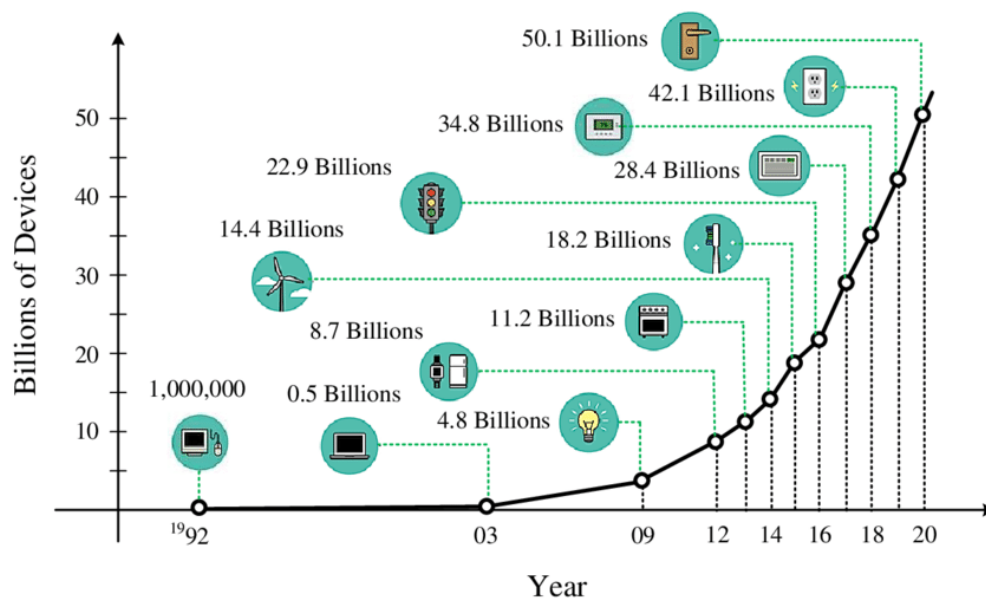 50.1 Billions
42.1 Billions
34.8 Billions
28.4 Billions
22.9 Billions
18.2 Billions
14.4 Billions
11.2 Billions
8.7 Billions
4.8 Billions
0.5 Billions
1,000,000
Billions of Devices
50
40
30
20
10
1992
03
09
12
14
16
18
20
Year